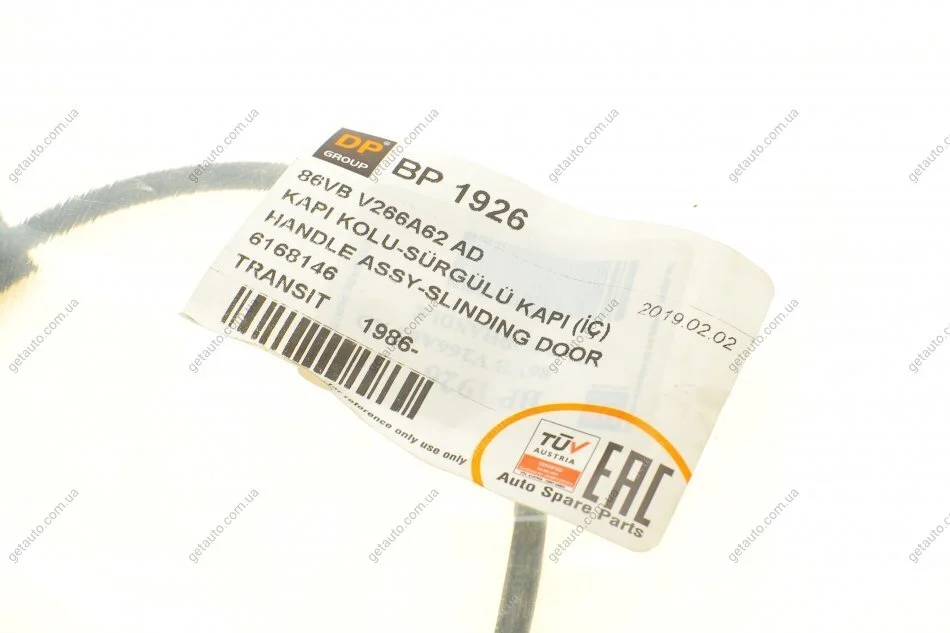 DP®
GROUP
BP 1926
86VB V266A62 AD
KAPI KOLU-SÜRGÜLÜ KAPI (İÇ)
HANDLE ASSY-SLINDING DOOR
6168146
TRANSIT
1986-
2019.02.02
for reference only use only
TÜV
AUSTRIA
EAC
Auto Spare Parts
getauto.com.ua